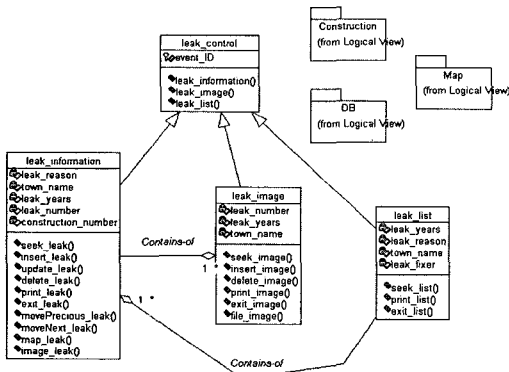 leak_control
event_ID
leak_information()
leak_image()
leak_list()
Construction
(from Logical View)
DB
(from Logical View)
Map
(from Logical View)
leak_information
leak_reason
town_name
leak_years
leak_number
construction_number
seek_leak()
insert_leak()
update_leak()
delete_leak()
print_leak()
exit_leak()
movePrecious_leak()
moveNext_leak()
map_leak()
image_leak()
Contains-of
1 *
leak_image
leak_number
leak_years
town_name
seek_image()
insert_image()
delete_image()
print_image()
exit_image()
file_image()
1 *
leak_list
leak_years
leak_reason
town_name
leak_fixer
seek_list()
print_list()
exit_list()
Contains-of